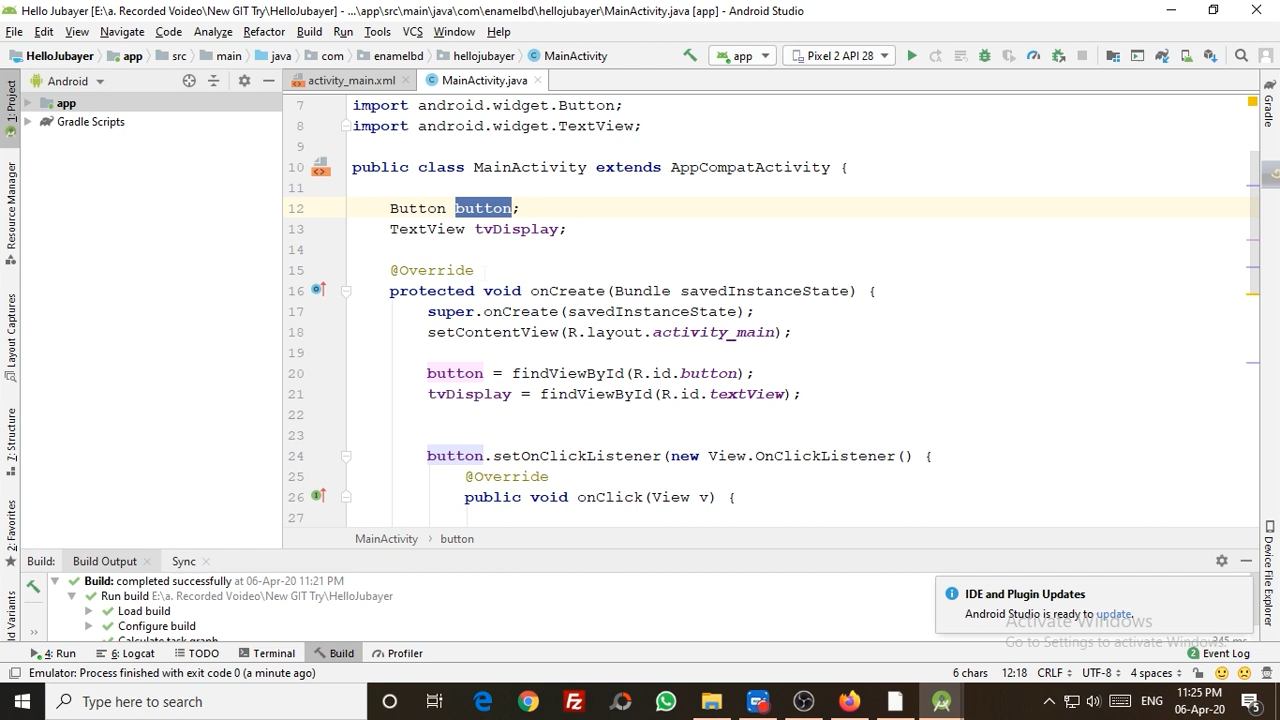 Hello Jubayer [E:\a. Recorded Voideo\New GIT Try\HelloJubayer] - ...\app\src\main\java\com\enamelbd\hellojubayer\MainActivity.java [app] - Android Studio
File Edit View Navigate Code Analyze Refactor Build Run Tools VCS Window Help
HelloJubayer app src main java com enamelbd hellojubayer MainActivity app Pixel 2 API 28
Android activity_main.xml MainActivity.java
1: Project
Resource Manager
Layout Captures
7: Structure
2: Favorites
app
Gradle Scripts
7 import android.widget.Button;
8 import android.widget.TextView;
9
10 public class MainActivity extends AppCompatActivity {
11
12 Button button;
13 TextView tvDisplay;
14
15 @Override
16 protected void onCreate(Bundle savedInstanceState) {
17 super.onCreate(savedInstanceState);
18 setContentView(R.layout.activity_main);
19
20 button = findViewById(R.id.button);
21 tvDisplay = findViewById(R.id.textView);
22
23
24 button.setOnClickListener(new View.OnClickListener() {
25 @Override
26 public void onClick(View v) {
27
Gradle
Device File Explorer
MainActivity button
Build: Build Output Sync
Build: completed successfully at 06-Apr-20 11:21 PM
Run build E:\a. Recorded Voideo\New GIT Try\HelloJubayer
Load build
Configure build
Calculate task graph
IDE and Plugin Updates
Android Studio is ready to update.
Activate Windows
Go to Settings to activate Windows.
4: Run 6: Logcat TODO Terminal Build Profiler 2 Event Log
Emulator: Process finished with exit code 0 (a minute ago) 6 chars 12:18 CRLF UTF-8 4 spaces
Type here to search ENG 11:25 PM
06-Apr-20 5